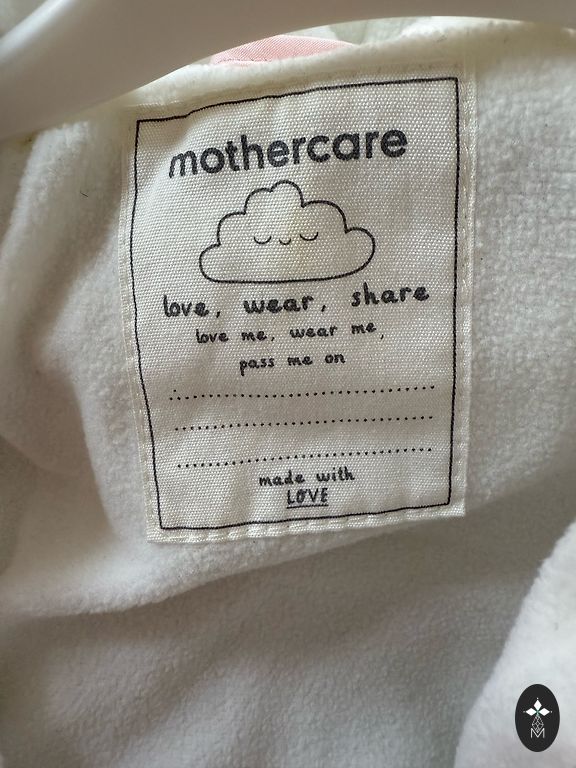 mothercare
love, wear, share
love me, wear me,
pass me on
made with
LOVE
M